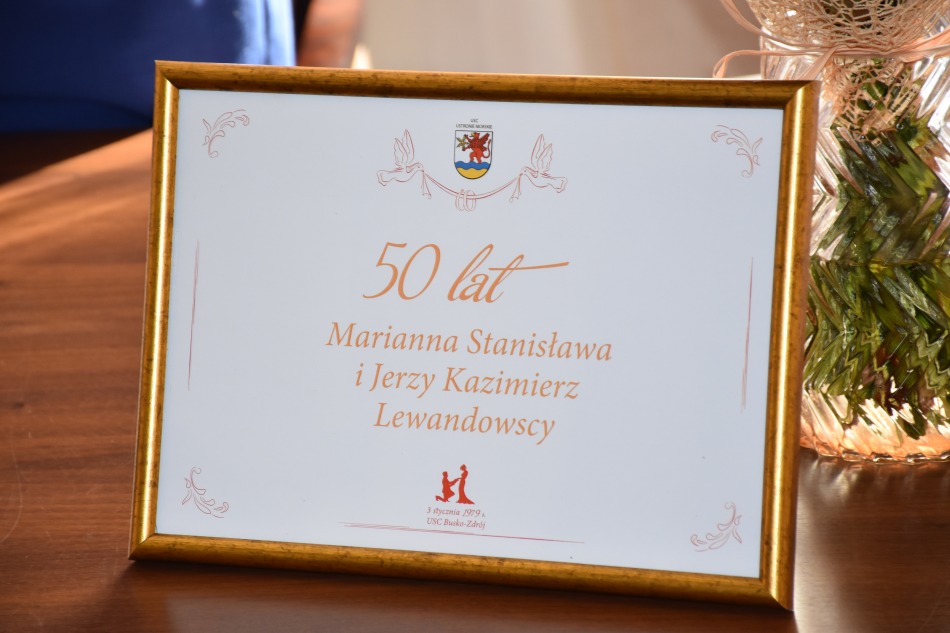 USC
USTRONIE MORSKIE
50 lat
Marianna Stanisława
i Jerzy Kazimierz
Lewandowscy
3 stycznia 1979 r.
USC Busko-Zdrój